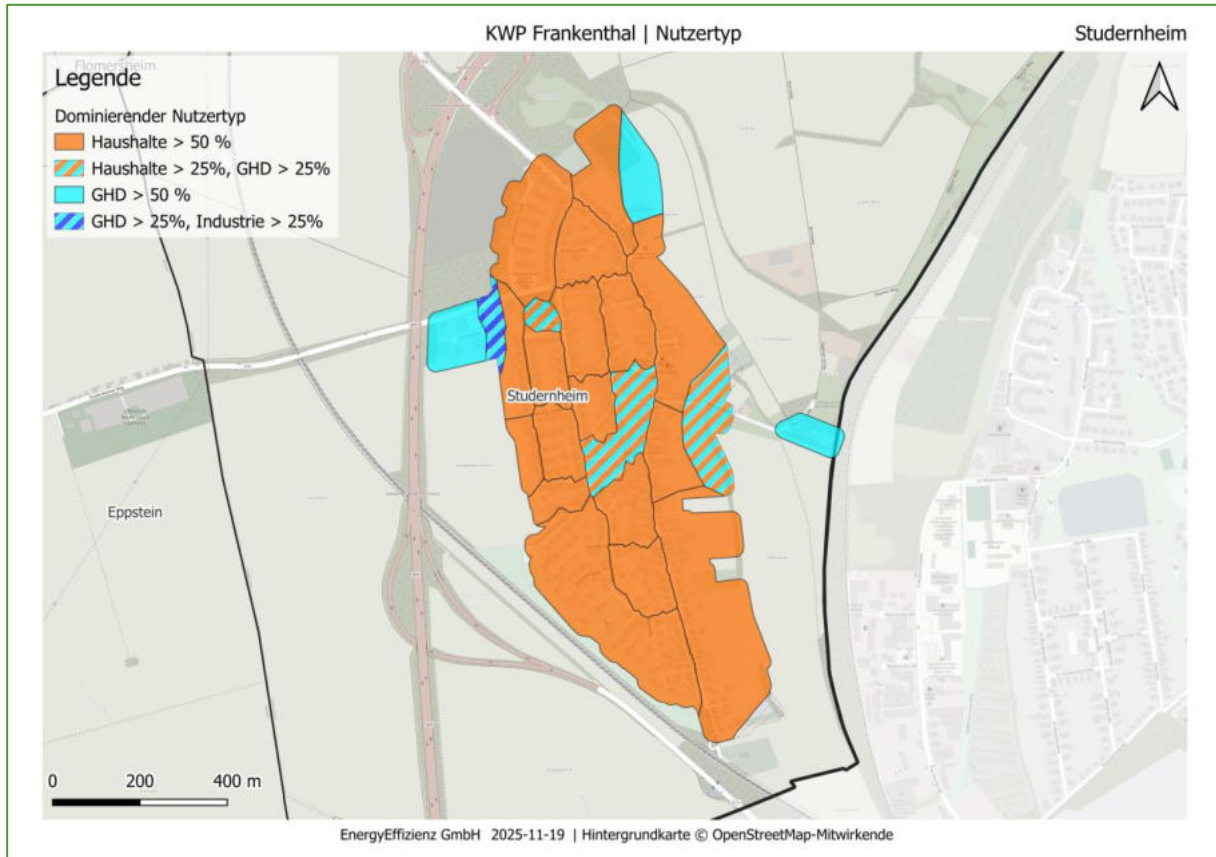 KWP Frankenthal | Nutzertyp
Studernheim
Flomersheim
Legende
Dominierender Nutzertyp
Haushalte > 50 %
Haushalte > 25%, GHD > 25%
GHD > 50 %
GHD > 25%, Industrie > 25%
Studernheim
Eppstein
0 200 400 m
EnergyEffizienz GmbH 2025-11-19 | Hintergrundkarte © OpenStreetMap-Mitwirkende